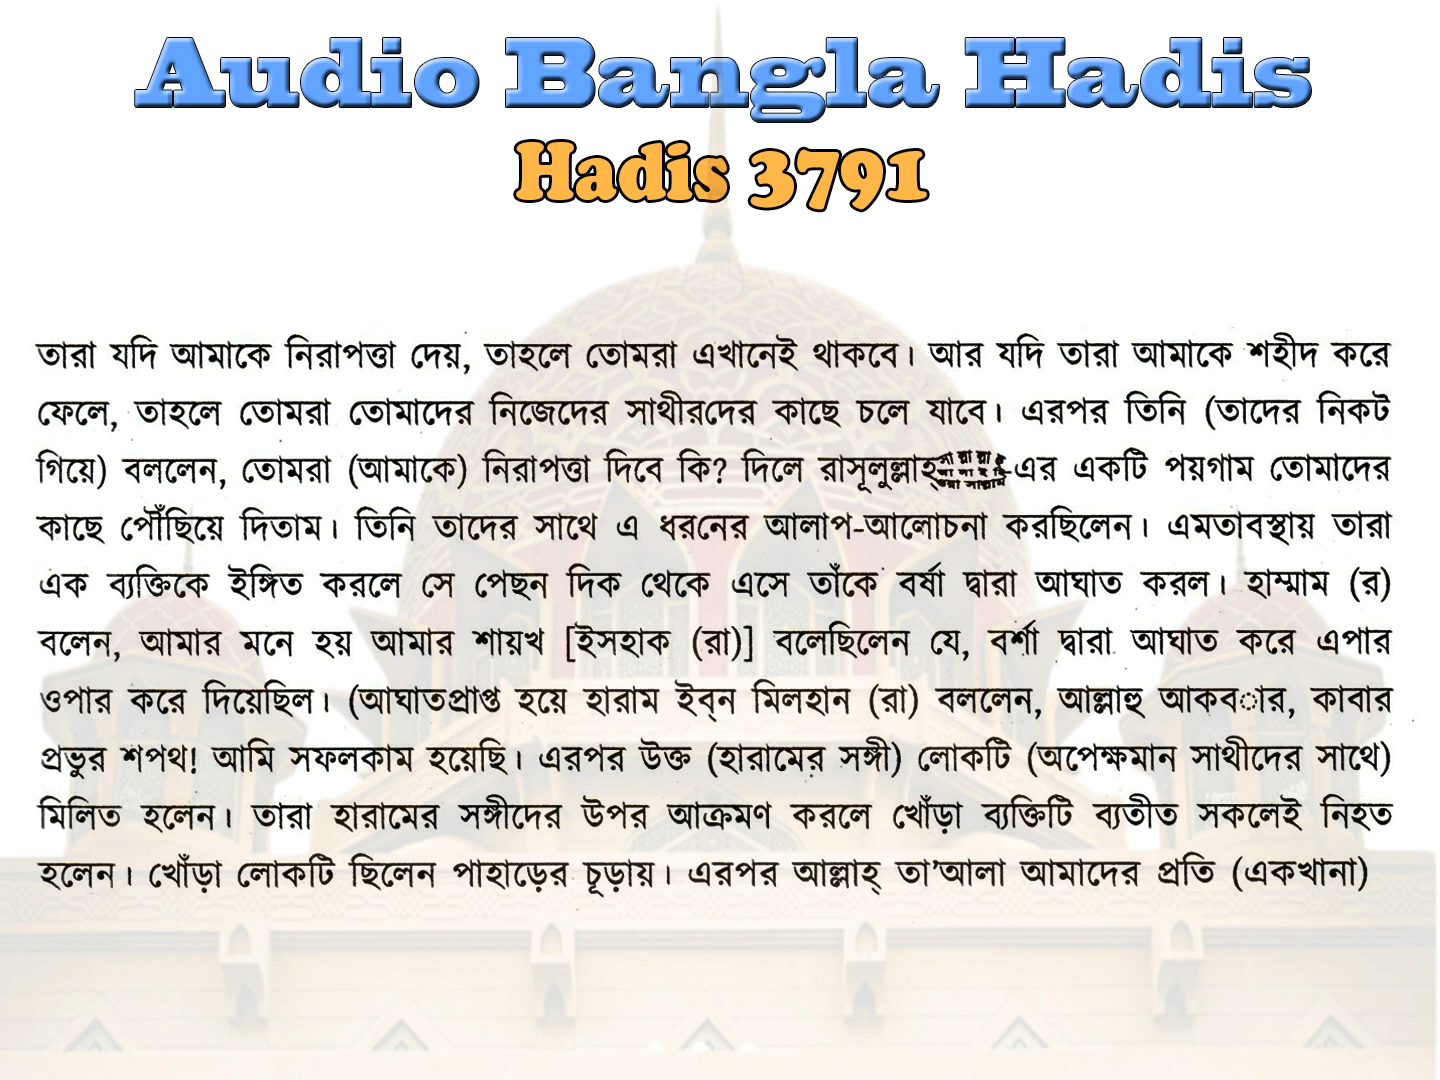 Audio Bangla Hadis
Hadis 3791
তারা যদি আমাকে নিরাপত্তা দেয়, তাহলে তোমরা এখানেই থাকবে। আর যদি তারা আমাকে শহীদ করে
ফেলে, তাহলে তোমরা তোমাদের নিজেদের সাথীরদের কাছে চলে যাবে। এরপর তিনি (তাদের নিকট
গিয়ে) বললেন, তোমরা (আমাকে) নিরাপত্তা দিবে কি? দিলে রাসূলুল্লাহ্-এর একটি পয়গাম তোমাদের
কাছে পৌঁছিয়ে দিতাম। তিনি তাদের সাথে এ ধরনের আলাপ-আলোচনা করছিলেন। এমতাবস্থায় তারা
এক ব্যক্তিকে ইঙ্গিত করলে সে পেছন দিক থেকে এসে তাঁকে বর্ষা দ্বারা আঘাত করল। হাম্মাম (র)
বলেন, আমার মনে হয় আমার শায়খ [ইসহাক (রা)] বলেছিলেন যে, বর্শা দ্বারা আঘাত করে এপার
ওপার করে দিয়েছিল। (আঘাতপ্রাপ্ত হয়ে হারাম ইব্‌ন মিলহান (রা) বললেন, আল্লাহু আকবার, কাবার
প্রভুর শপথ! আমি সফলকাম হয়েছি। এরপর উক্ত (হারামের সঙ্গী) লোকটি (অপেক্ষমান সাথীদের সাথে)
মিলিত হলেন। তারা হারামের সঙ্গীদের উপর আক্রমণ করলে খোঁড়া ব্যক্তিটি ব্যতীত সকলেই নিহত
হলেন। খোঁড়া লোকটি ছিলেন পাহাড়ের চূড়ায়। এরপর আল্লাহ্ তা’আলা আমাদের প্রতি (একখানা)